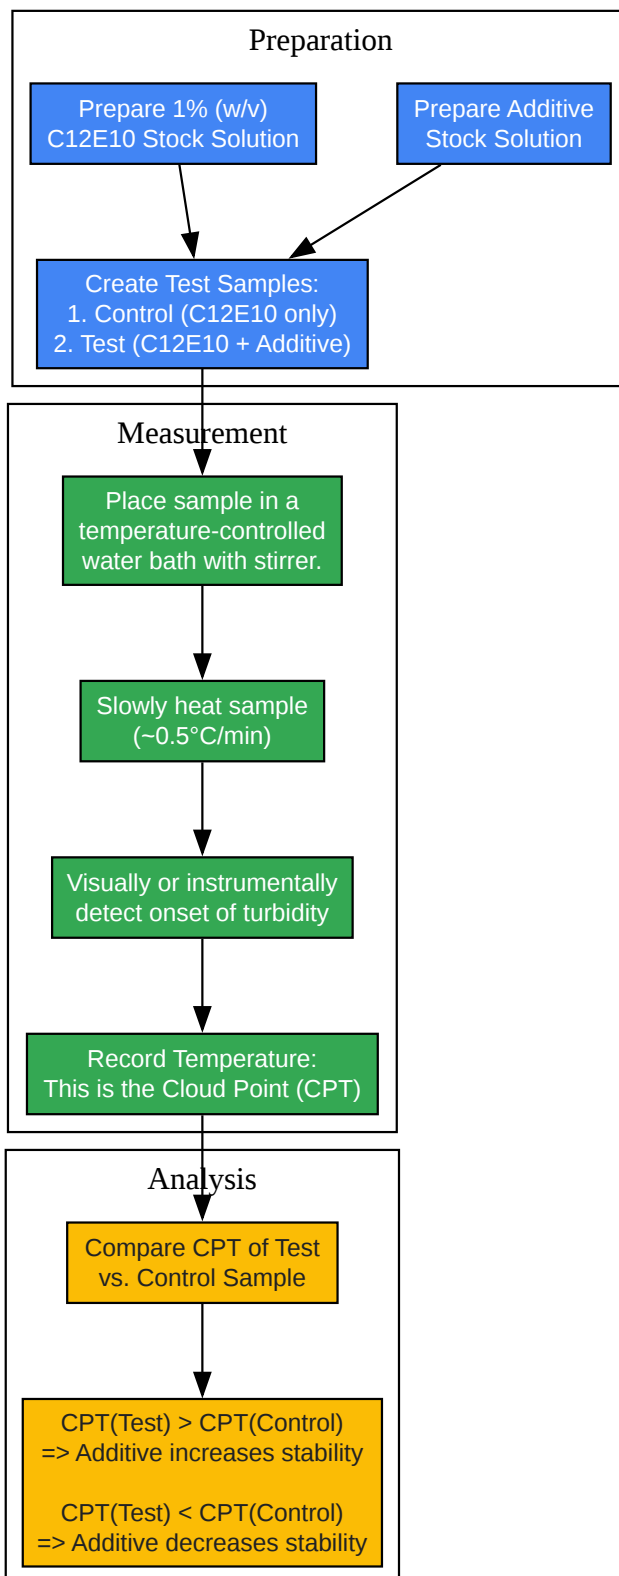 Preparation
Prepare 1% (w/v)
C12E10 Stock Solution
Prepare Additive
Stock Solution
Create Test Samples:
1. Control (C12E10 only)
2. Test (C12E10 + Additive)
Measurement
Place sample in a
temperature-controlled
water bath with stirrer.
Slowly heat sample
(~0.5°C/min)
Visually or instrumentally
detect onset of turbidity
Record Temperature:
This is the Cloud Point (CPT)
Analysis
Compare CPT of Test
vs. Control Sample
CPT(Test) > CPT(Control)
=> Additive increases stability
CPT(Test) < CPT(Control)
=> Additive decreases stability